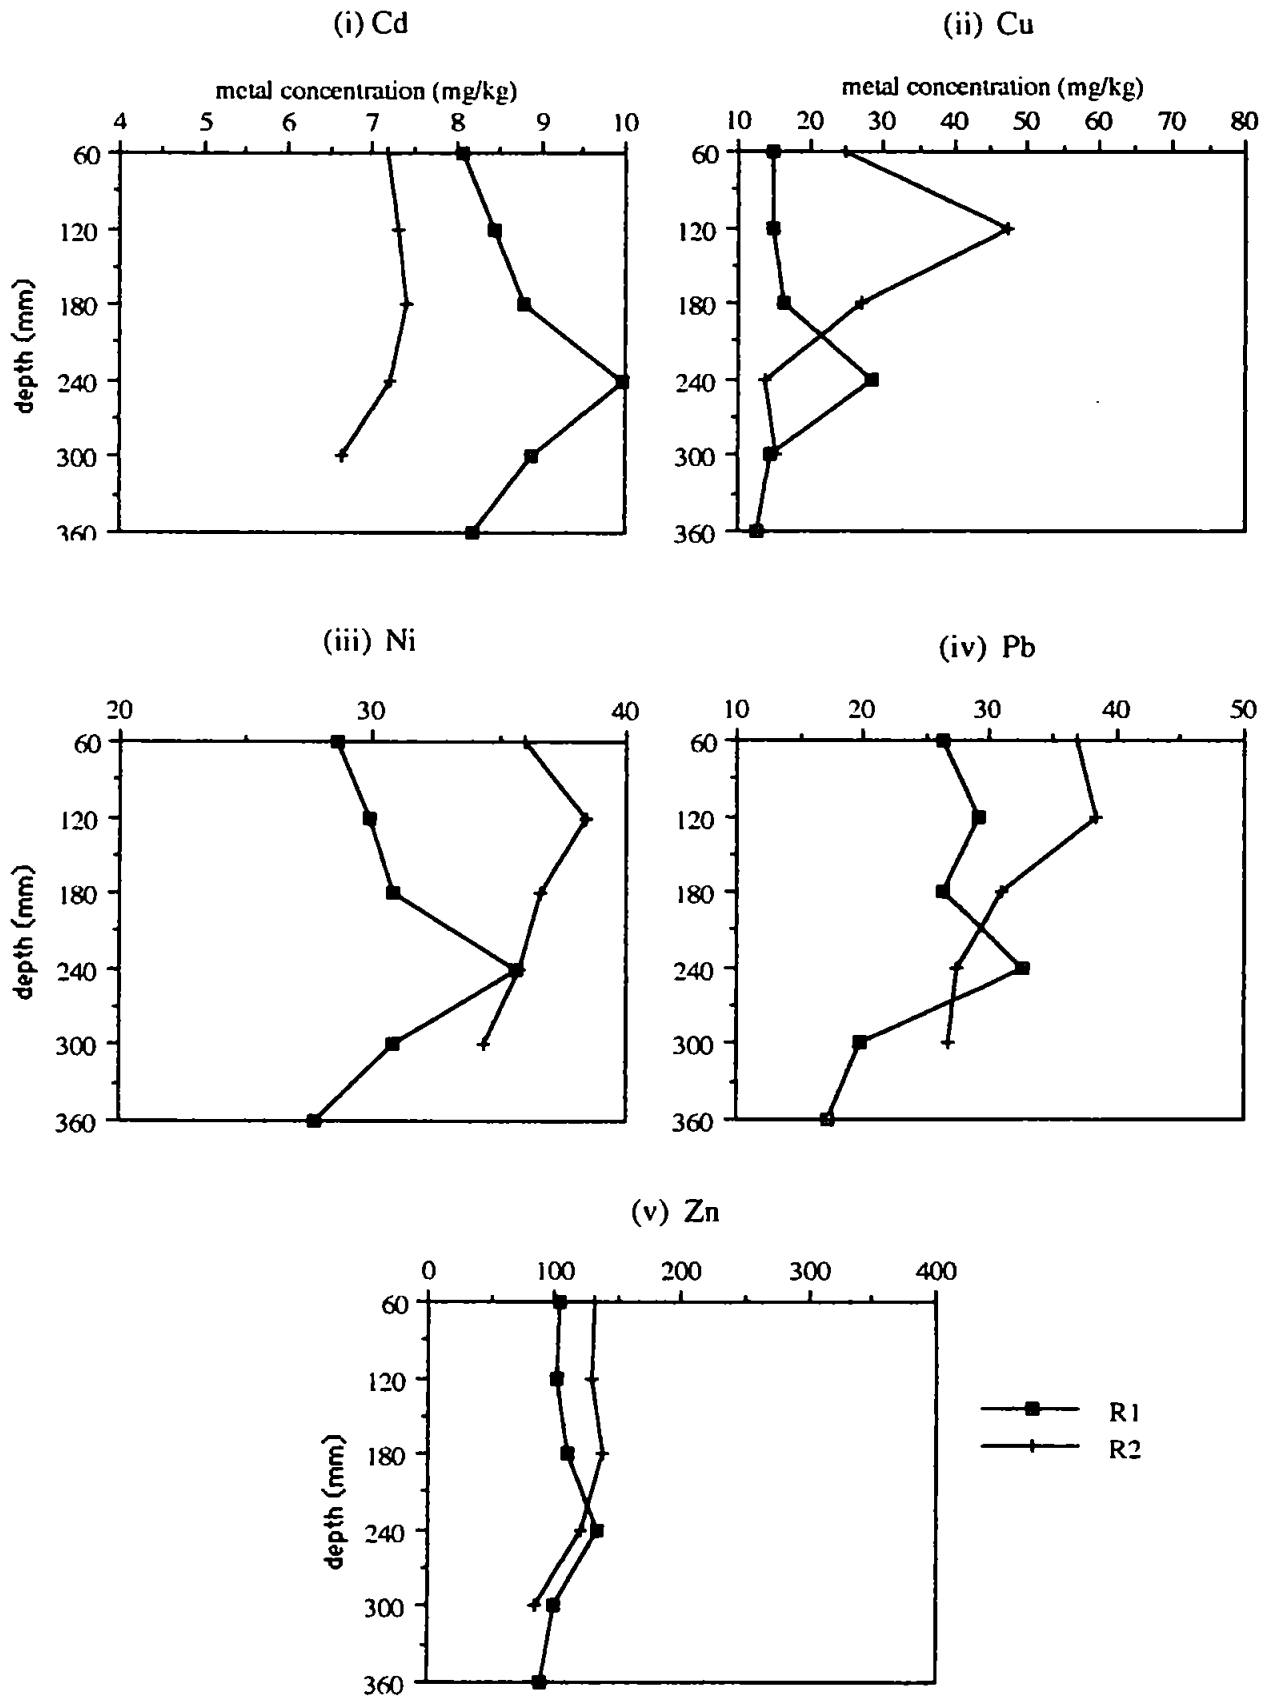 (i) Cd
metal concentration (mg/kg)
4 5 6 7 8 9 10
60
120
180
240
300
360
depth (mm)
(ii) Cu
metal concentration (mg/kg)
10 20 30 40 50 60 70 80
60
120
180
240
300
360
(iii) Ni
20 30 40
60
120
180
240
300
360
depth (mm)
(iv) Pb
10 20 30 40 50
60
120
180
240
300
360
(v) Zn
0 100 200 300 400
60
120
180
240
300
360
depth (mm)
R1
R2